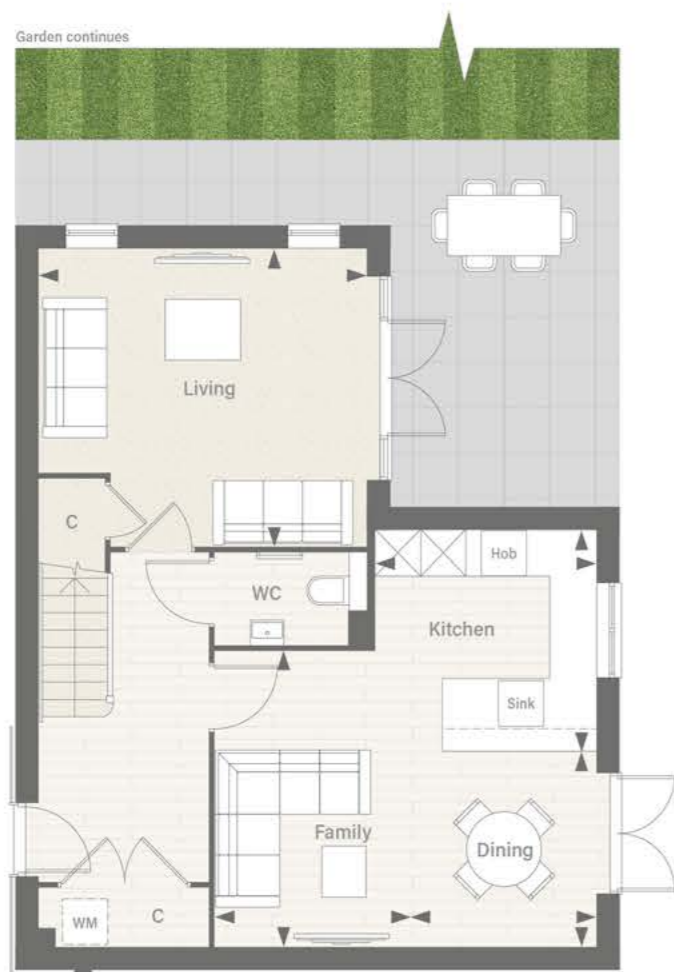 Garden continues
Living
C
Hob
WC
Kitchen
Sink
Family
Dining
WM
C